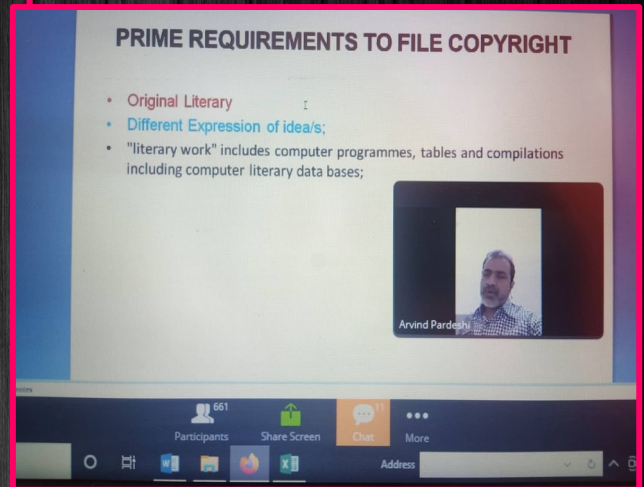 PRIME REQUIREMENTS TO FILE COPYRIGHT
• Original Literary
• Different Expression of idea/s;
• "literary work" includes computer programmes, tables and compilations
including computer literary data bases;
Arvind Pardeshi
661
11
Participants
Share Screen
Chat
More
Address